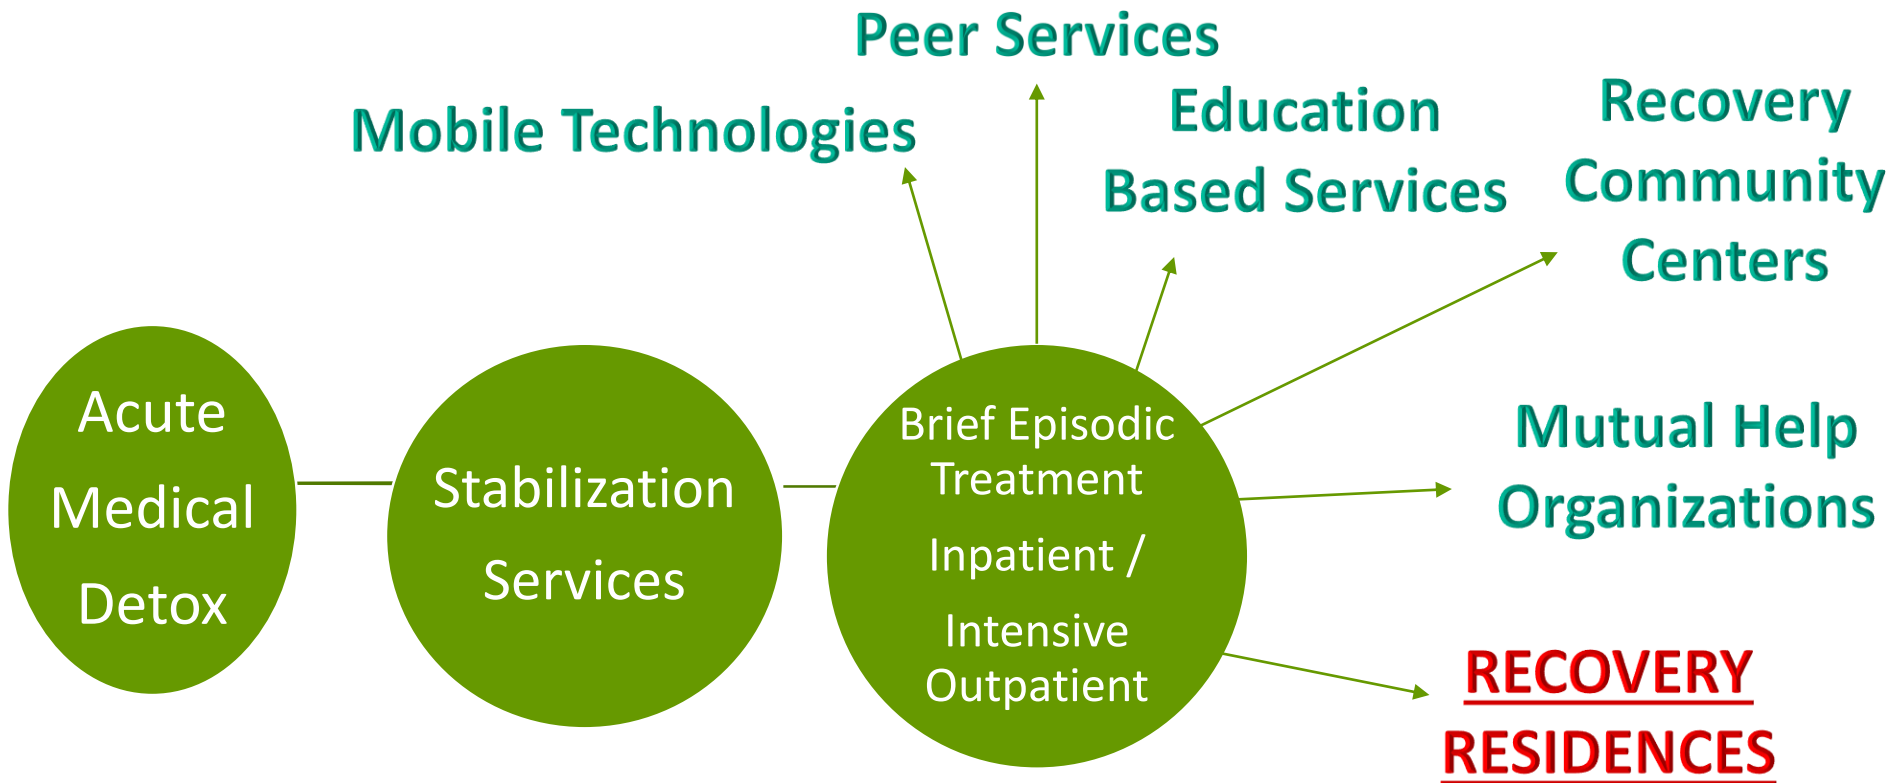 Peer Services
Mobile Technologies
Education
Based Services
Recovery
Community
Centers
Acute
Medical
Detox
Stabilization
Services
Brief Episodic
Treatment
Inpatient /
Intensive
Outpatient
Mutual Help
Organizations
RECOVERY
RESIDENCES